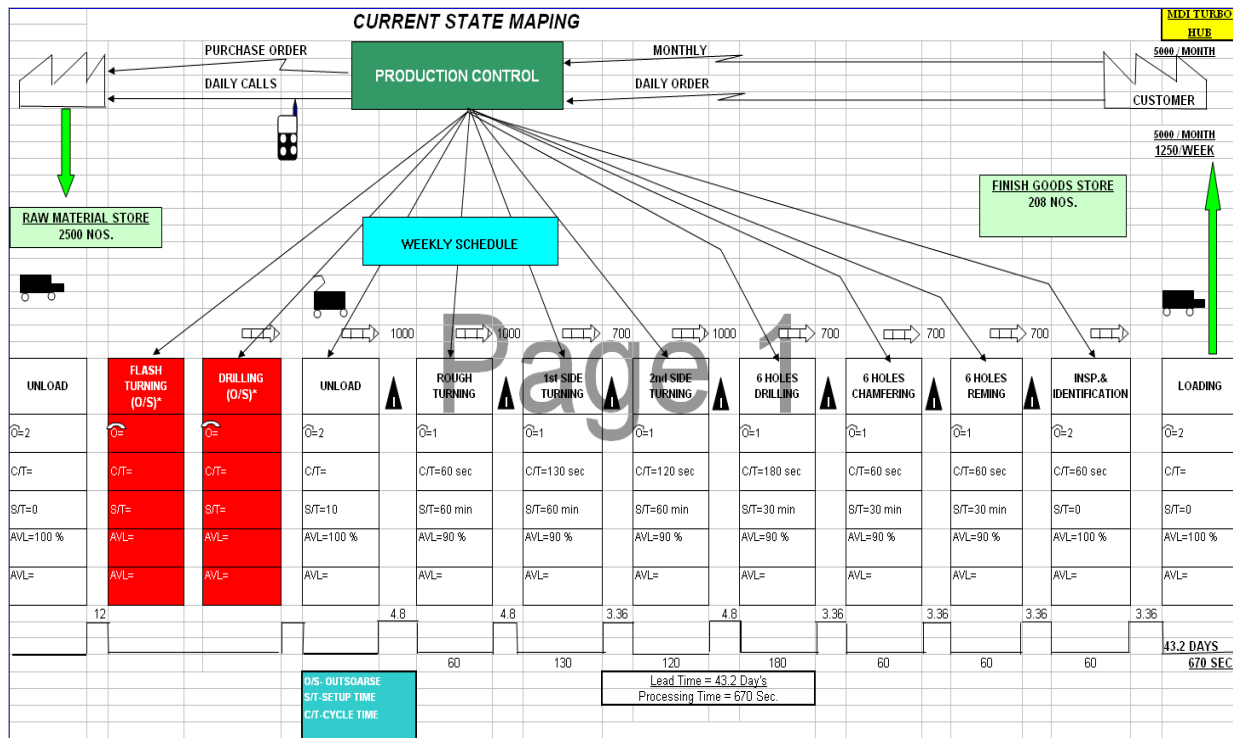 CURRENT STATE MAPING
MDI TURBO
HUB
PURCHASE ORDER
MONTHLY
5000 / MONTH
PRODUCTION CONTROL
DAILY CALLS
DAILY ORDER
CUSTOMER
5000 / MONTH
1250/WEEK
RAW MATERIAL STORE
2500 NOS.
FINISH GOODS STORE
208 NOS.
WEEKLY SCHEDULE
1000 1000 700 1000 700 700 700
Page 1
UNLOAD
FLASH
TURNING
(O/S)*
DRILLING
(O/S)*
UNLOAD
ROUGH
TURNING
1st SIDE
TURNING
2nd SIDE
TURNING
6 HOLES
DRILLING
6 HOLES
CHAMFERING
6 HOLES
REMING
INSP.&
IDENTIFICATION
LOADING
O=2 O= O= O=2 O=1 O=1 O=1 O=1 O=1 O=1 O=2 O=2
C/T= C/T= C/T= C/T= C/T=60 sec C/T=130 sec C/T=120 sec C/T=180 sec C/T=60 sec C/T=60 sec C/T=60 sec C/T=
S/T=0 S/T= S/T= S/T=10 S/T=60 min S/T=60 min S/T=60 min S/T=30 min S/T=30 min S/T=30 min S/T=0 S/T=0
AVL=100 % AVL= AVL= AVL=100 % AVL=90 % AVL=90 % AVL=90 % AVL=90 % AVL=90 % AVL=90 % AVL=100 % AVL=100 %
AVL= AVL= AVL= AVL= AVL= AVL= AVL= AVL= AVL= AVL= AVL= AVL=
12 4.8 4.8 3.36 4.8 3.36 3.36 3.36 3.36
43.2 DAYS
60 130 120 180 60 60 60 670 SEC
O/S- OUTSOARSE
S/T-SETUP TIME
C/T-CYCLE TIME
Lead Time = 43.2 Day's
Processing Time = 670 Sec.